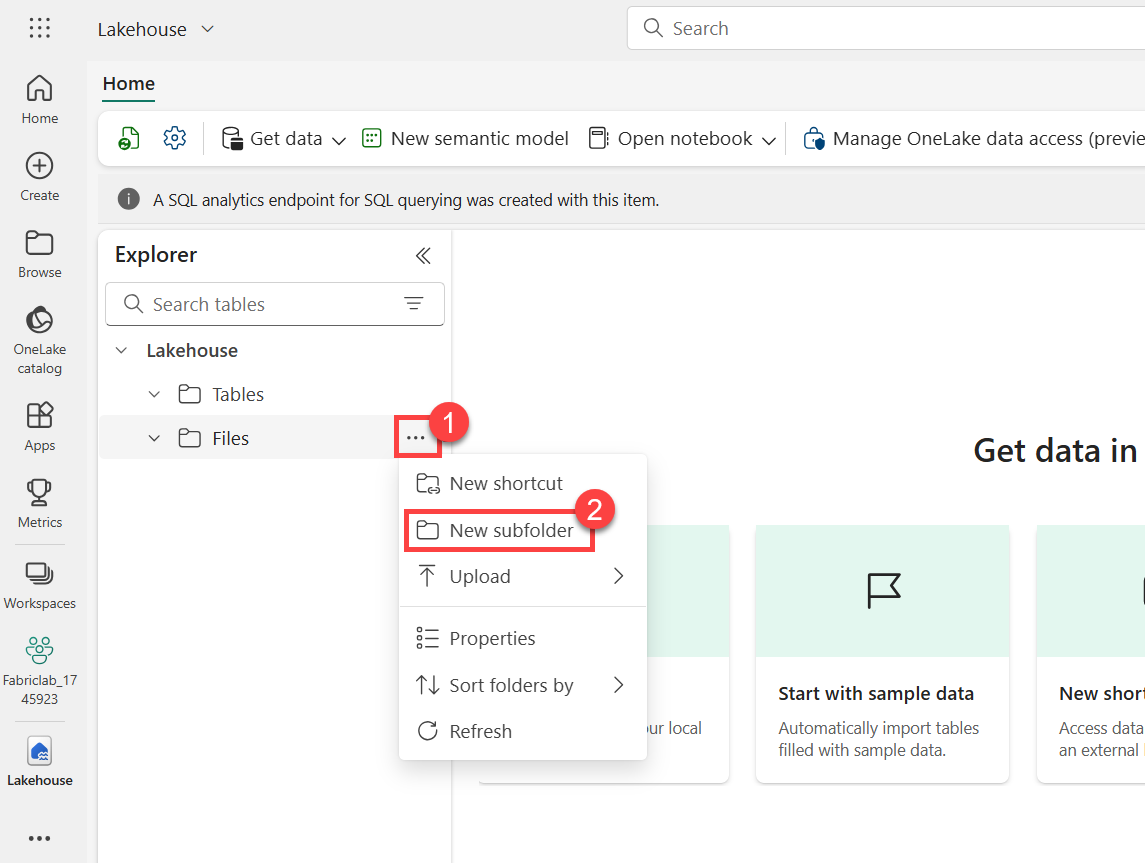 Lakehouse
Search
Home
Home
Get data
New semantic model
Open notebook
Manage OneLake data access (previe
Create
A SQL analytics endpoint for SQL querying was created with this item.
Browse
Explorer
Search tables
OneLake
catalog
Lakehouse
Tables
Files
1
Apps
Get data in
New shortcut
Metrics
2
New subfolder
Upload
Workspaces
Properties
Fabriclab_17
45923
Sort folders by
Start with sample data
New short
Refresh
our local
Automatically import tables
filled with sample data.
Access data
an external
Lakehouse